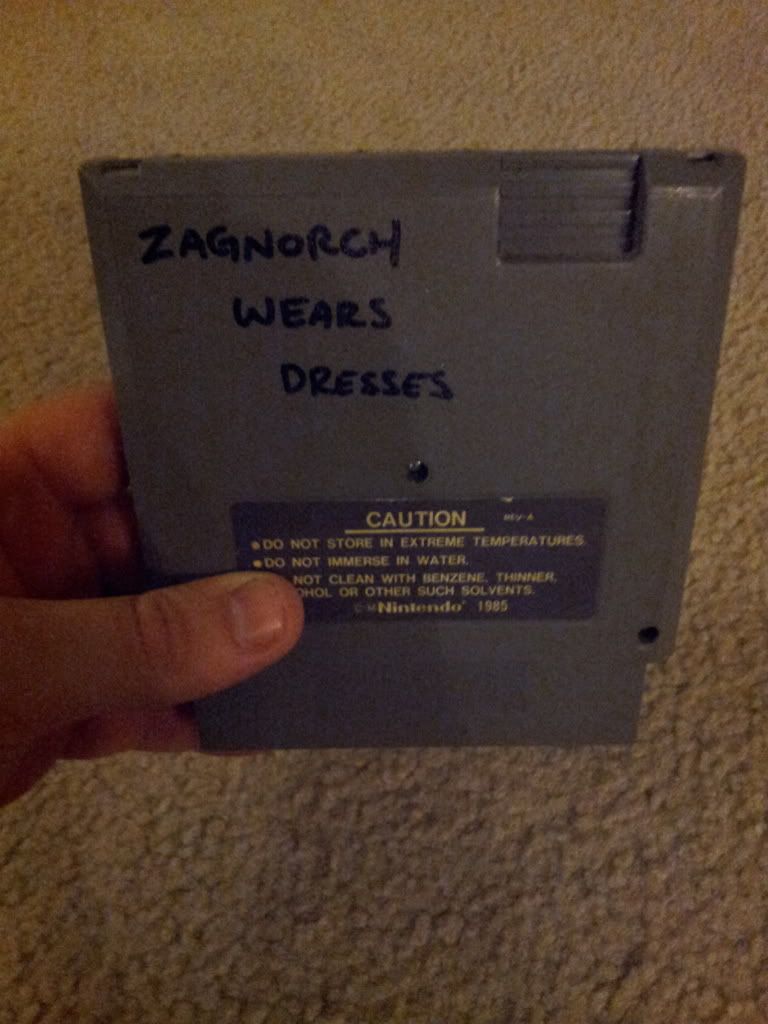 ZAGNORCH
WEARS
DRESSES
CAUTION REV-A
•DO NOT STORE IN EXTREME TEMPERATURES.
•DO NOT IMMERSE IN WATER.
NOT CLEAN WITH BENZENE, THINNER,
OHOL OR OTHER SUCH SOLVENTS.
Nintendo® 1985